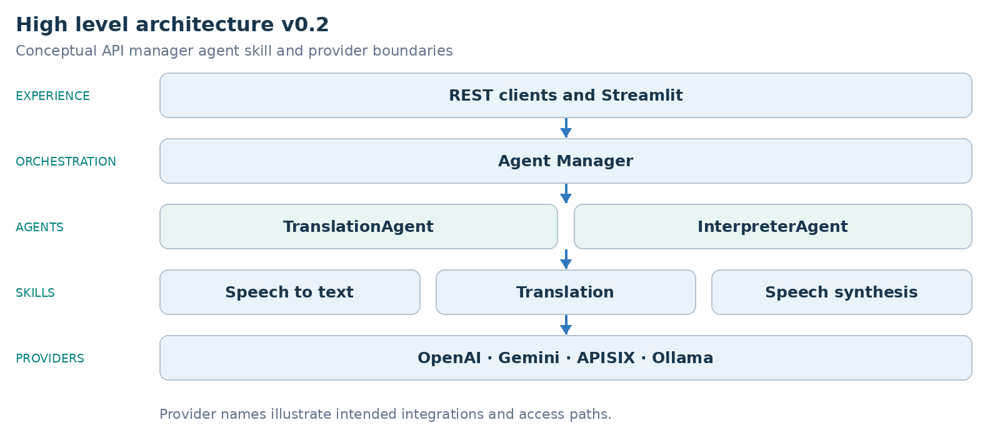 High level architecture v0.2
Conceptual API manager agent skill and provider boundaries
EXPERIENCE
REST clients and Streamlit
ORCHESTRATION
Agent Manager
AGENTS
TranslationAgent
InterpreterAgent
SKILLS
Speech to text
Translation
Speech synthesis
PROVIDERS
OpenAI · Gemini · APISIX · Ollama
Provider names illustrate intended integrations and access paths.